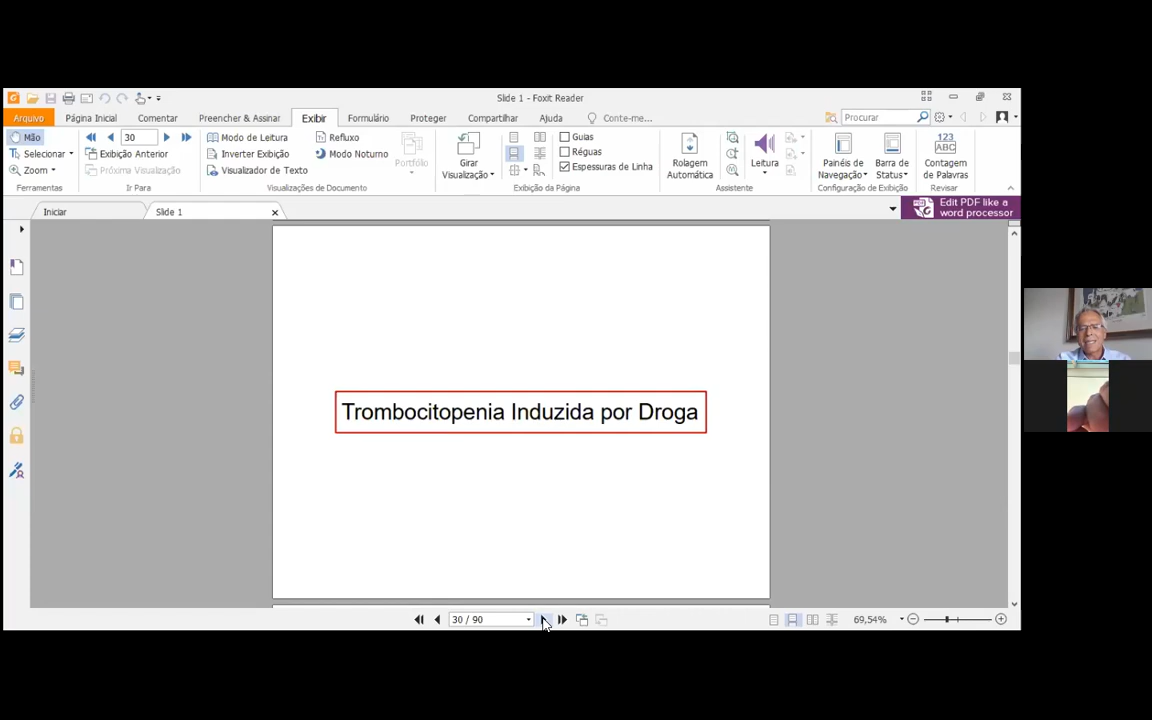 Slide 1 - Foxit Reader
Arquivo Página Inicial Comentar Preencher & Assinar Exibir Formulário Proteger Compartilhar Ajuda Conte-me... Procurar
Mão 30 Modo de Leitura Refluxo Guias
Selecionar Exibição Anterior Inverter Exibição Modo Noturno Réguas
Zoom Próxima Visualização Visualizador de Texto Espessuras de Linha
Portfólio
Girar Visualização
Rolagem Automática
Leitura
Painéis de Navegação
Barra de Status
123 ABC
Contagem de Palavras
Ferramentas Ir Para Visualizações de Documento Exibição da Página Assistente Configuração de Exibição Revisar
Iniciar Slide 1
Edit PDF like a
word processor
Trombocitopenia Induzida por Droga
30 / 90 69,54%